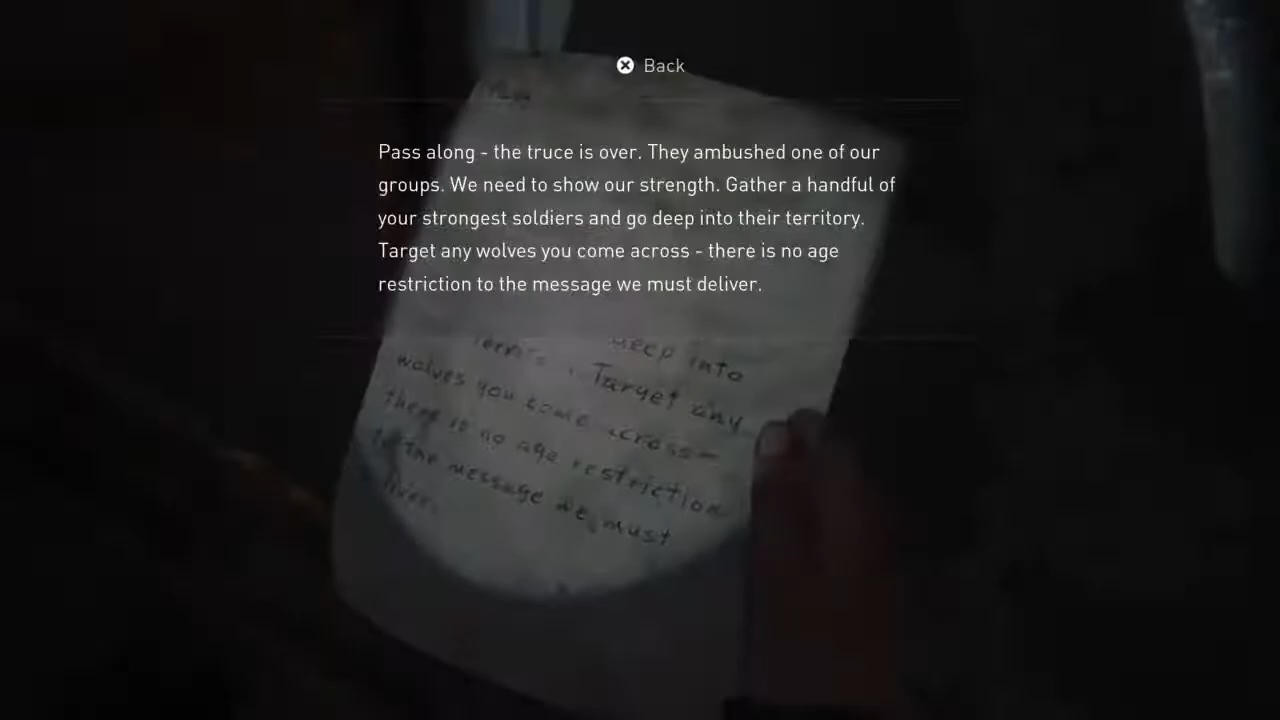 Back
Pass along - the truce is over. They ambushed one of our
groups. We need to show our strength. Gather a handful of
your strongest soldiers and go deep into their territory.
Target any wolves you come across - there is no age
restriction to the message we must deliver.
deep into
Target any
wolves you come across-
there is no age restriction
to the message we must